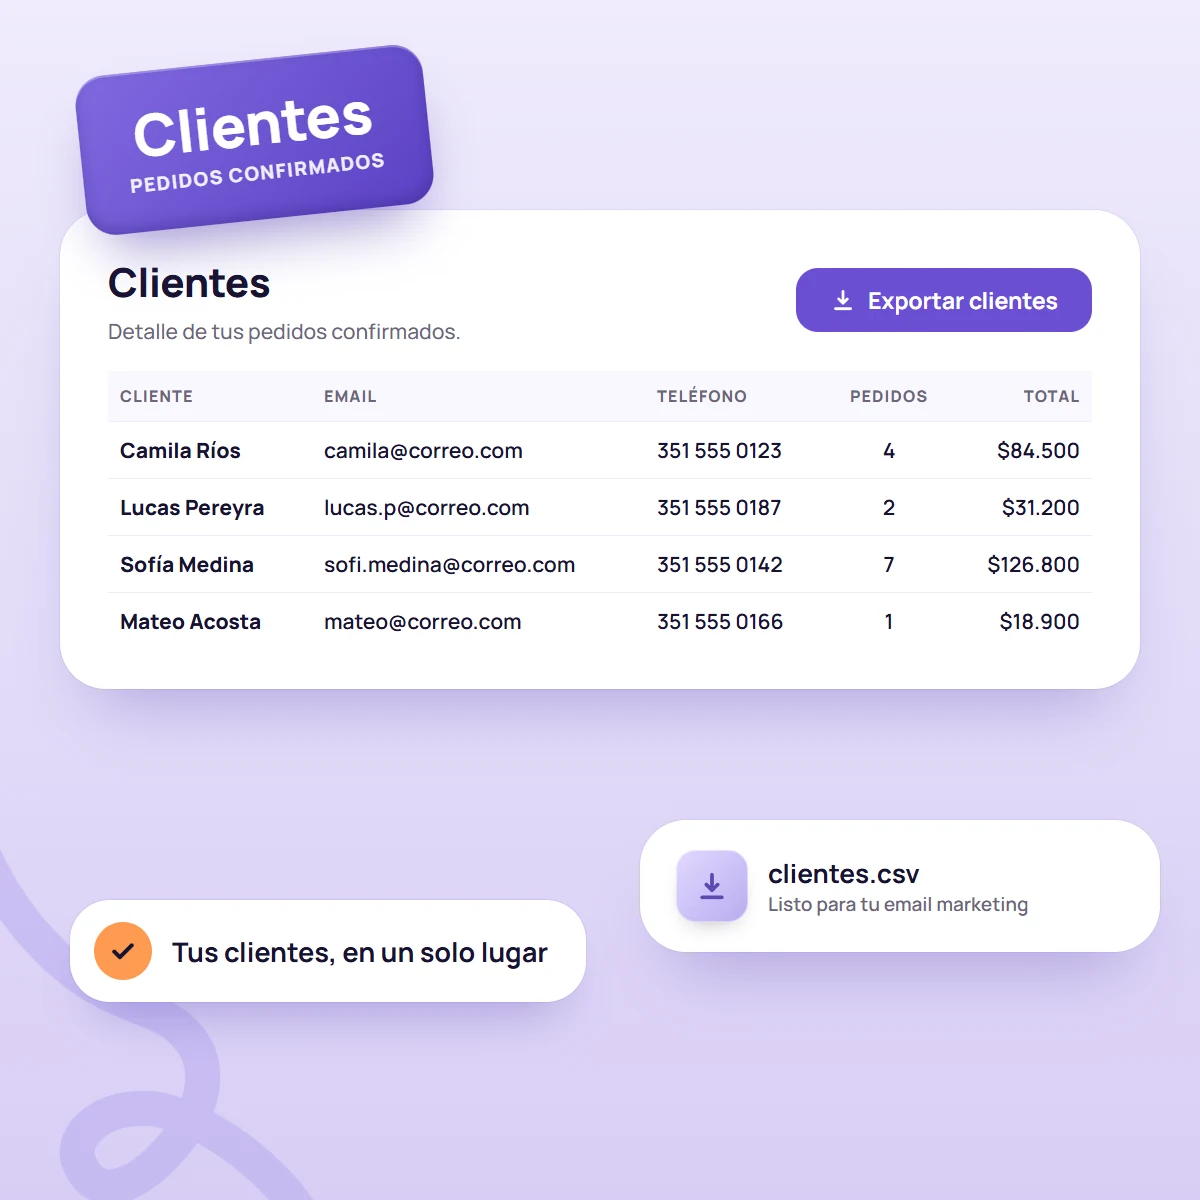 Clientes
PEDIDOS CONFIRMADOS
Clientes
Detalle de tus pedidos confirmados.
Exportar clientes
CLIENTE EMAIL TELÉFONO PEDIDOS TOTAL
Camila Ríos camila@correo.com 351 555 0123 4 $84.500
Lucas Pereyra lucas.p@correo.com 351 555 0187 2 $31.200
Sofía Medina sofi.medina@correo.com 351 555 0142 7 $126.800
Mateo Acosta mateo@correo.com 351 555 0166 1 $18.900
clientes.csv
Listo para tu email marketing
Tus clientes, en un solo lugar